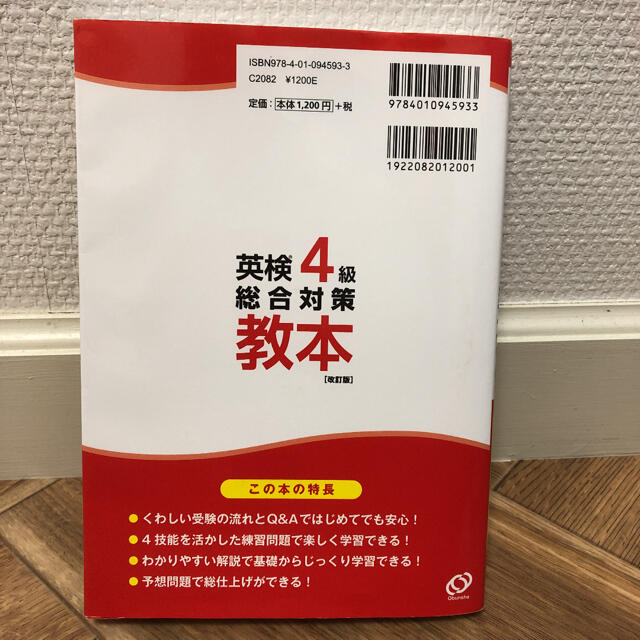 ISBN978-4-01-094593-3
C2082 ¥1200E
定価：本体1,200円+税
9784010945933
1922082012001
英検®4級
総合対策
教本
[改訂版]
この本の特長
● くわしい受験の流れとQ&Aではじめてでも安心！
● 4技能を活かした練習問題で楽しく学習できる！
● わかりやすい解説で基礎からじっくり学習できる！
● 予想問題で総仕上げができる！
Obunsha